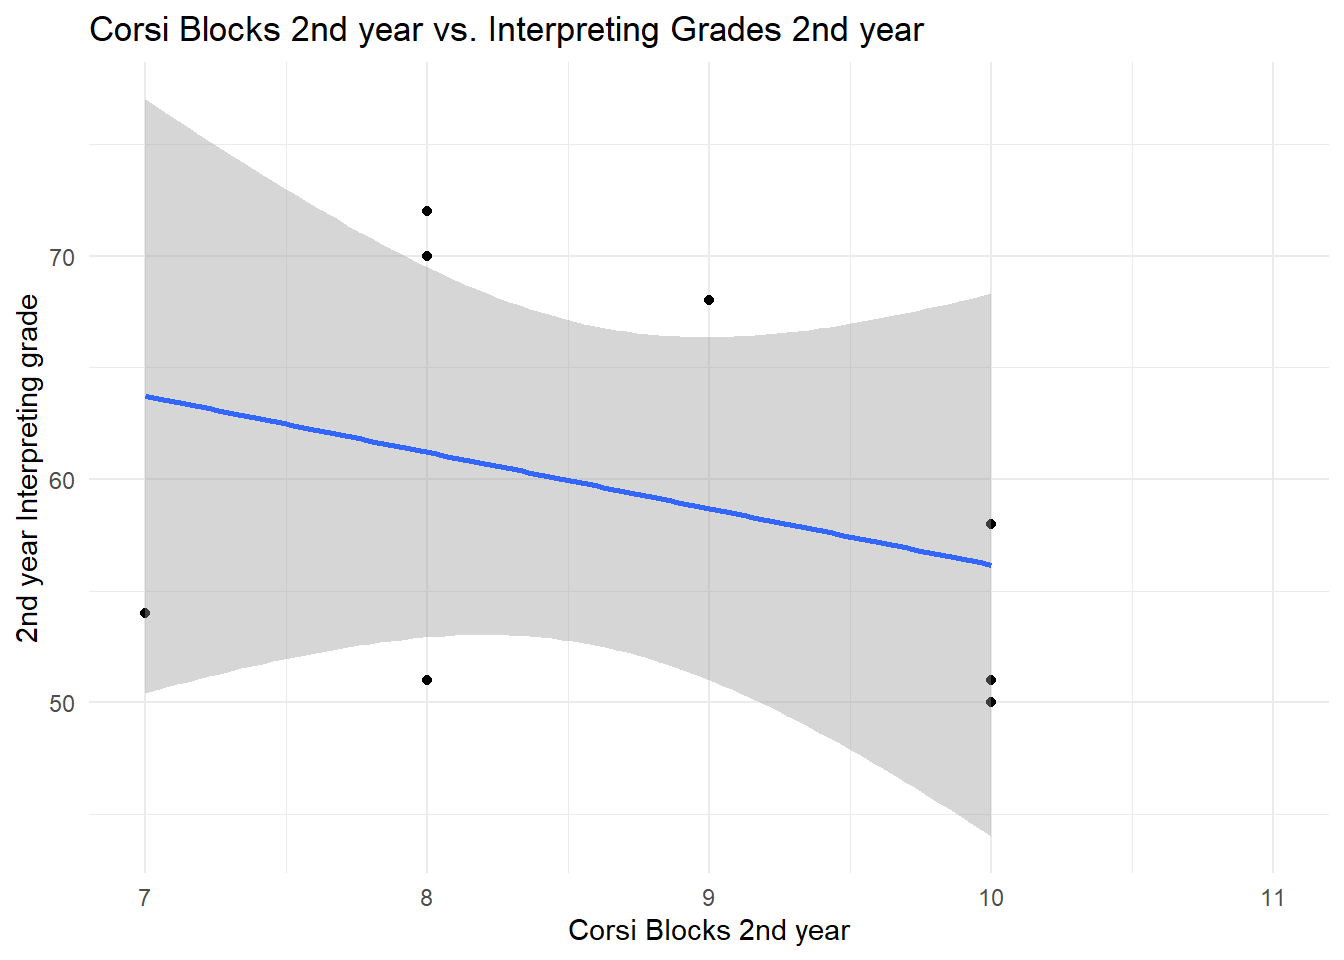 Corsi Blocks 2nd year vs. Interpreting Grades 2nd year
2nd year Interpreting grade
70
60
50
7 8 9 10 11
Corsi Blocks 2nd year